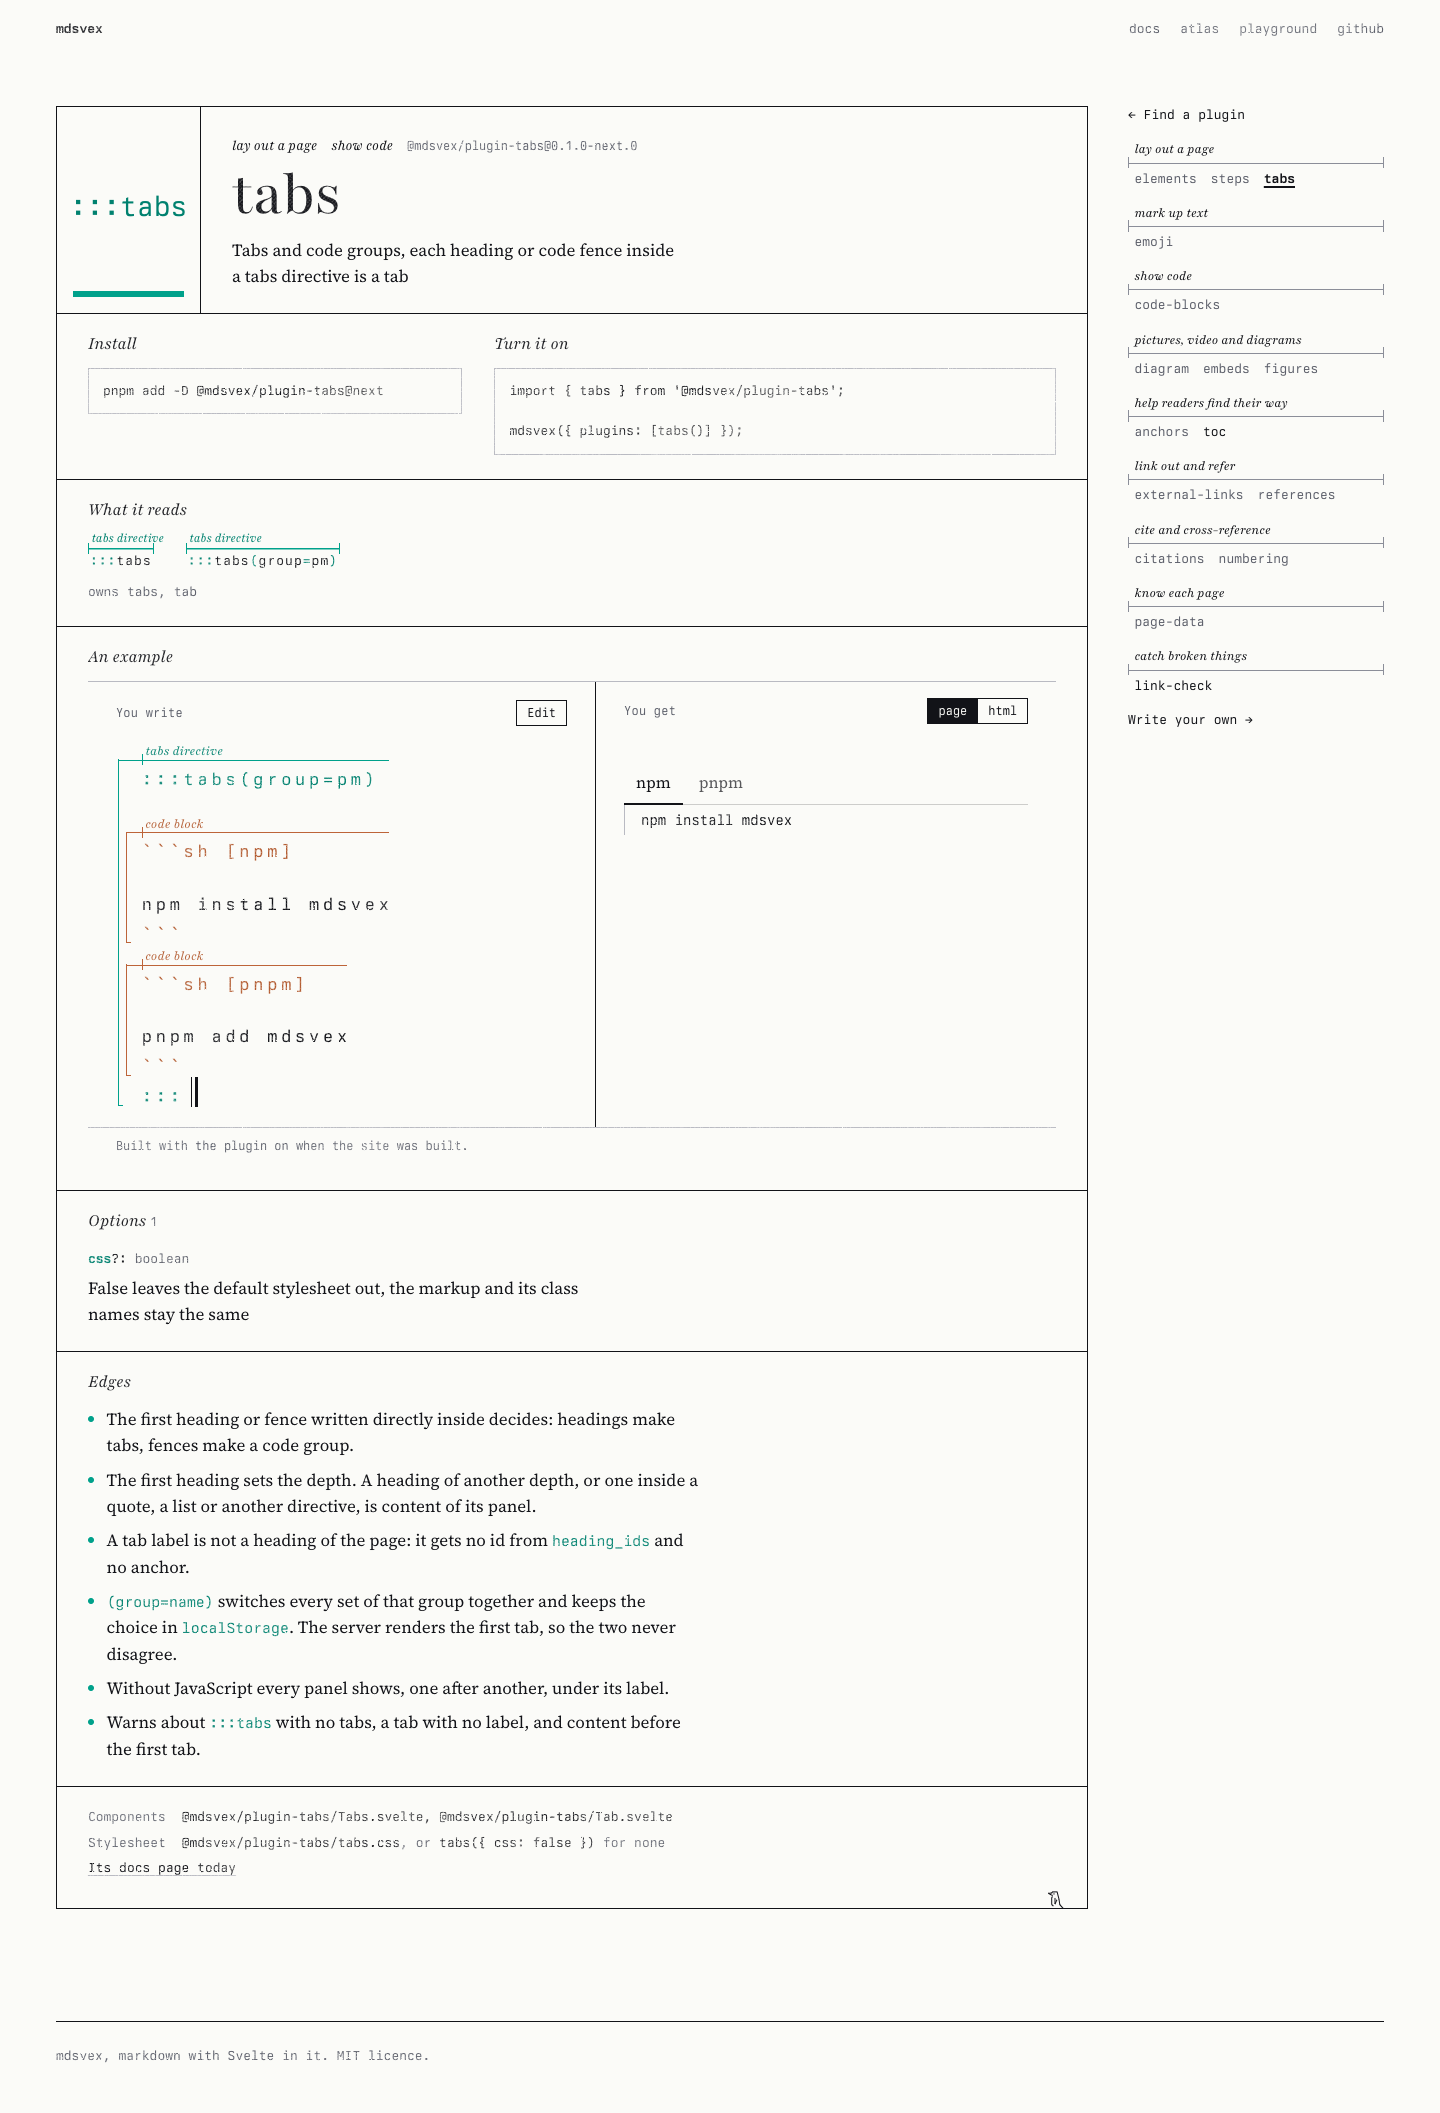 mdsvex
docs atlas playground github
:::tabs
lay out a page show code @mdsvex/plugin-tabs@0.1.0-next.0
tabs
Tabs and code groups, each heading or code fence inside
a tabs directive is a tab
Install
pnpm add -D @mdsvex/plugin-tabs@next
Turn it on
import { tabs } from '@mdsvex/plugin-tabs';
mdsvex({ plugins: [tabs()] });
What it reads
tabs directive tabs directive
:::tabs :::tabs(group=pm)
owns tabs, tab
An example
You write Edit
tabs directive
:::tabs(group=pm)
code block
```sh [npm]
npm install mdsvex
```
code block
```sh [pnpm]
pnpm add mdsvex
```
:::
You get page html
npm pnpm
npm install mdsvex
Built with the plugin on when the site was built.
Options 1
css?: boolean
False leaves the default stylesheet out, the markup and its class
names stay the same
Edges
The first heading or fence written directly inside decides: headings make
tabs, fences make a code group.
The first heading sets the depth. A heading of another depth, or one inside a
quote, a list or another directive, is content of its panel.
A tab label is not a heading of the page: it gets no id from heading_ids and
no anchor.
(group=name) switches every set of that group together and keeps the
choice in localStorage. The server renders the first tab, so the two never
disagree.
Without JavaScript every panel shows, one after another, under its label.
Warns about :::tabs with no tabs, a tab with no label, and content before
the first tab.
Components @mdsvex/plugin-tabs/Tabs.svelte, @mdsvex/plugin-tabs/Tab.svelte
Stylesheet @mdsvex/plugin-tabs/tabs.css, or tabs({ css: false }) for none
Its docs page today
← Find a plugin
lay out a page
elements steps tabs
mark up text
emoji
show code
code-blocks
pictures, video and diagrams
diagram embeds figures
help readers find their way
anchors toc
link out and refer
external-links references
cite and cross-reference
citations numbering
know each page
page-data
catch broken things
link-check
Write your own →
mdsvex, markdown with Svelte in it. MIT licence.